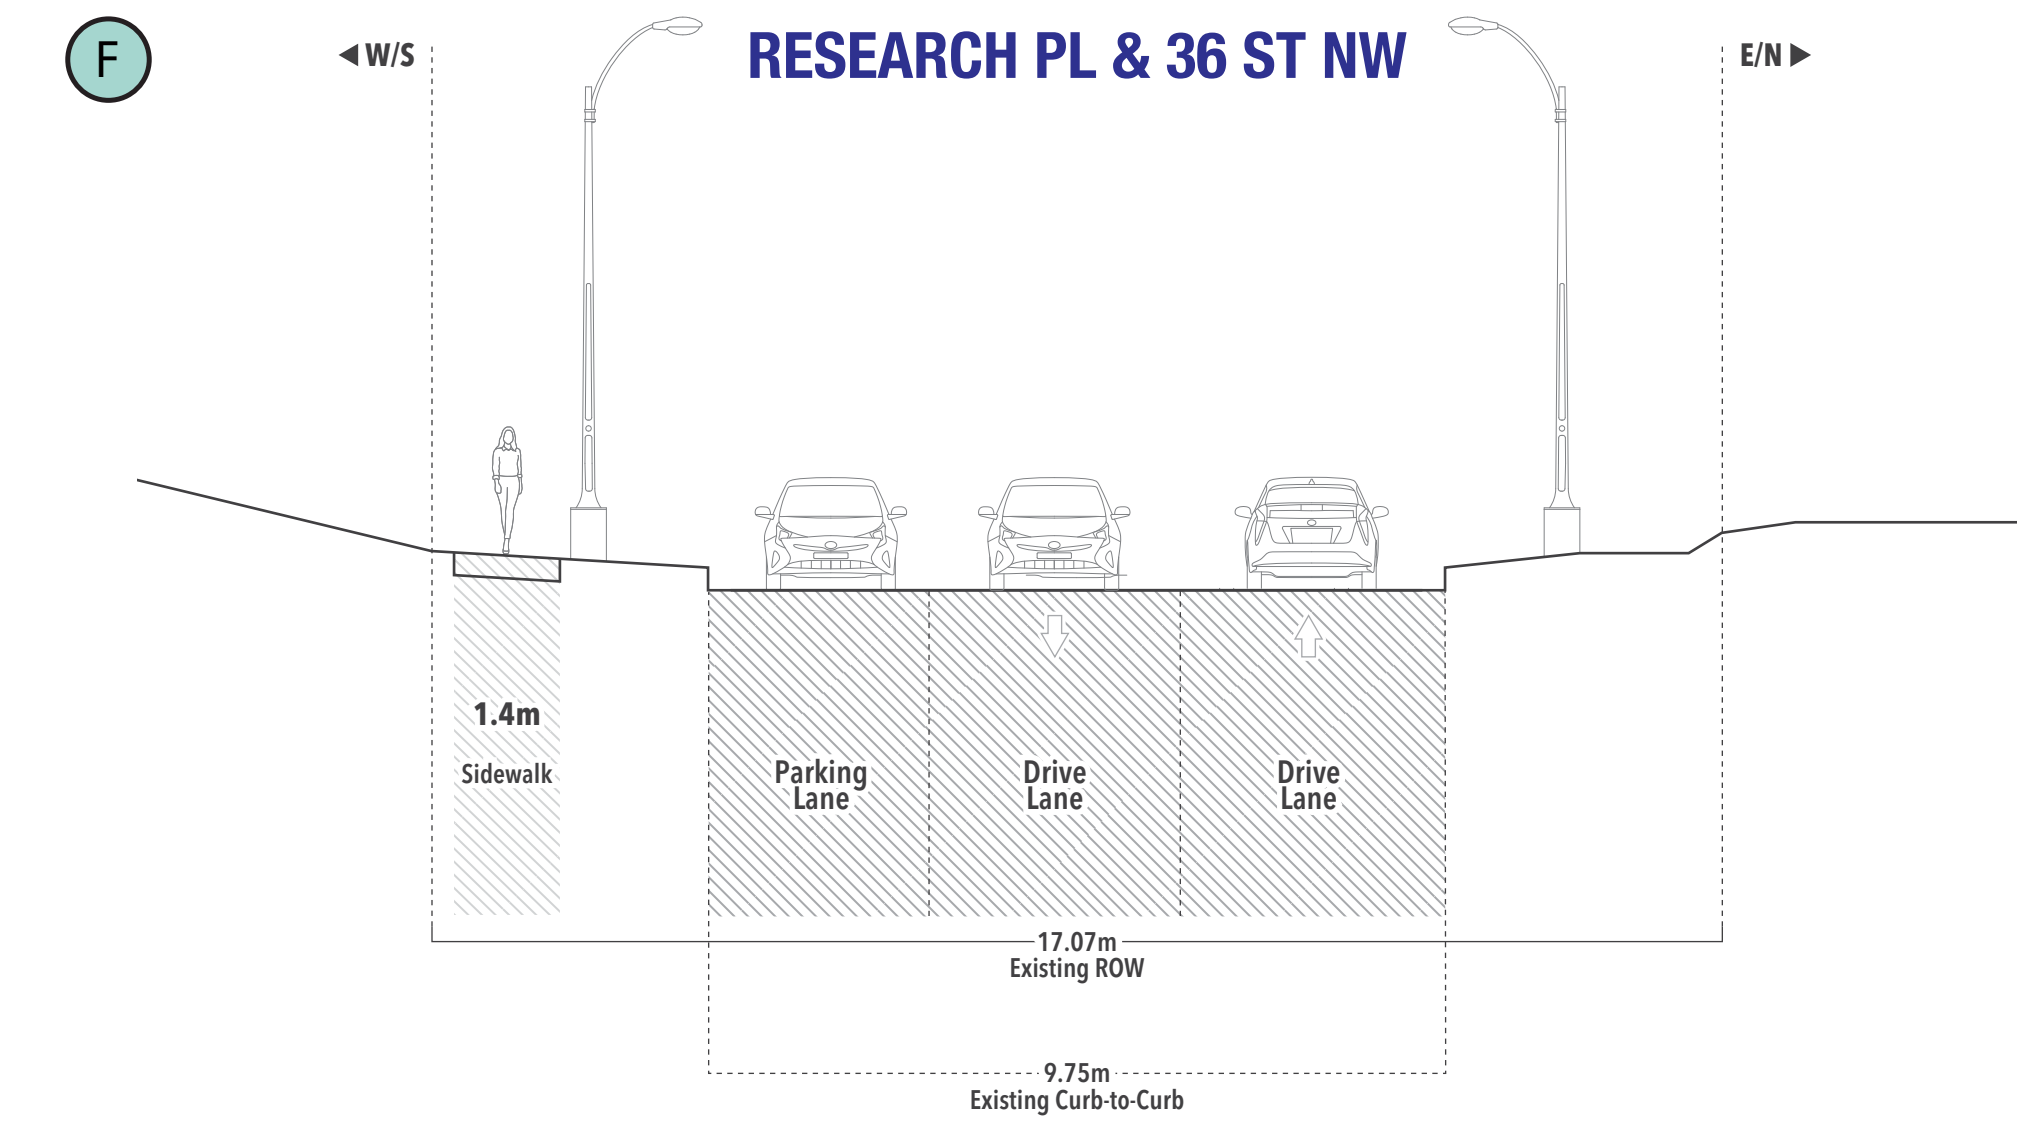 F
W/S
RESEARCH PL & 36 ST NW
E/N
1.4m
Sidewalk
Parking
Lane
Drive
Lane
Drive
Lane
17.07m
Existing ROW
9.75m
Existing Curb-to-Curb